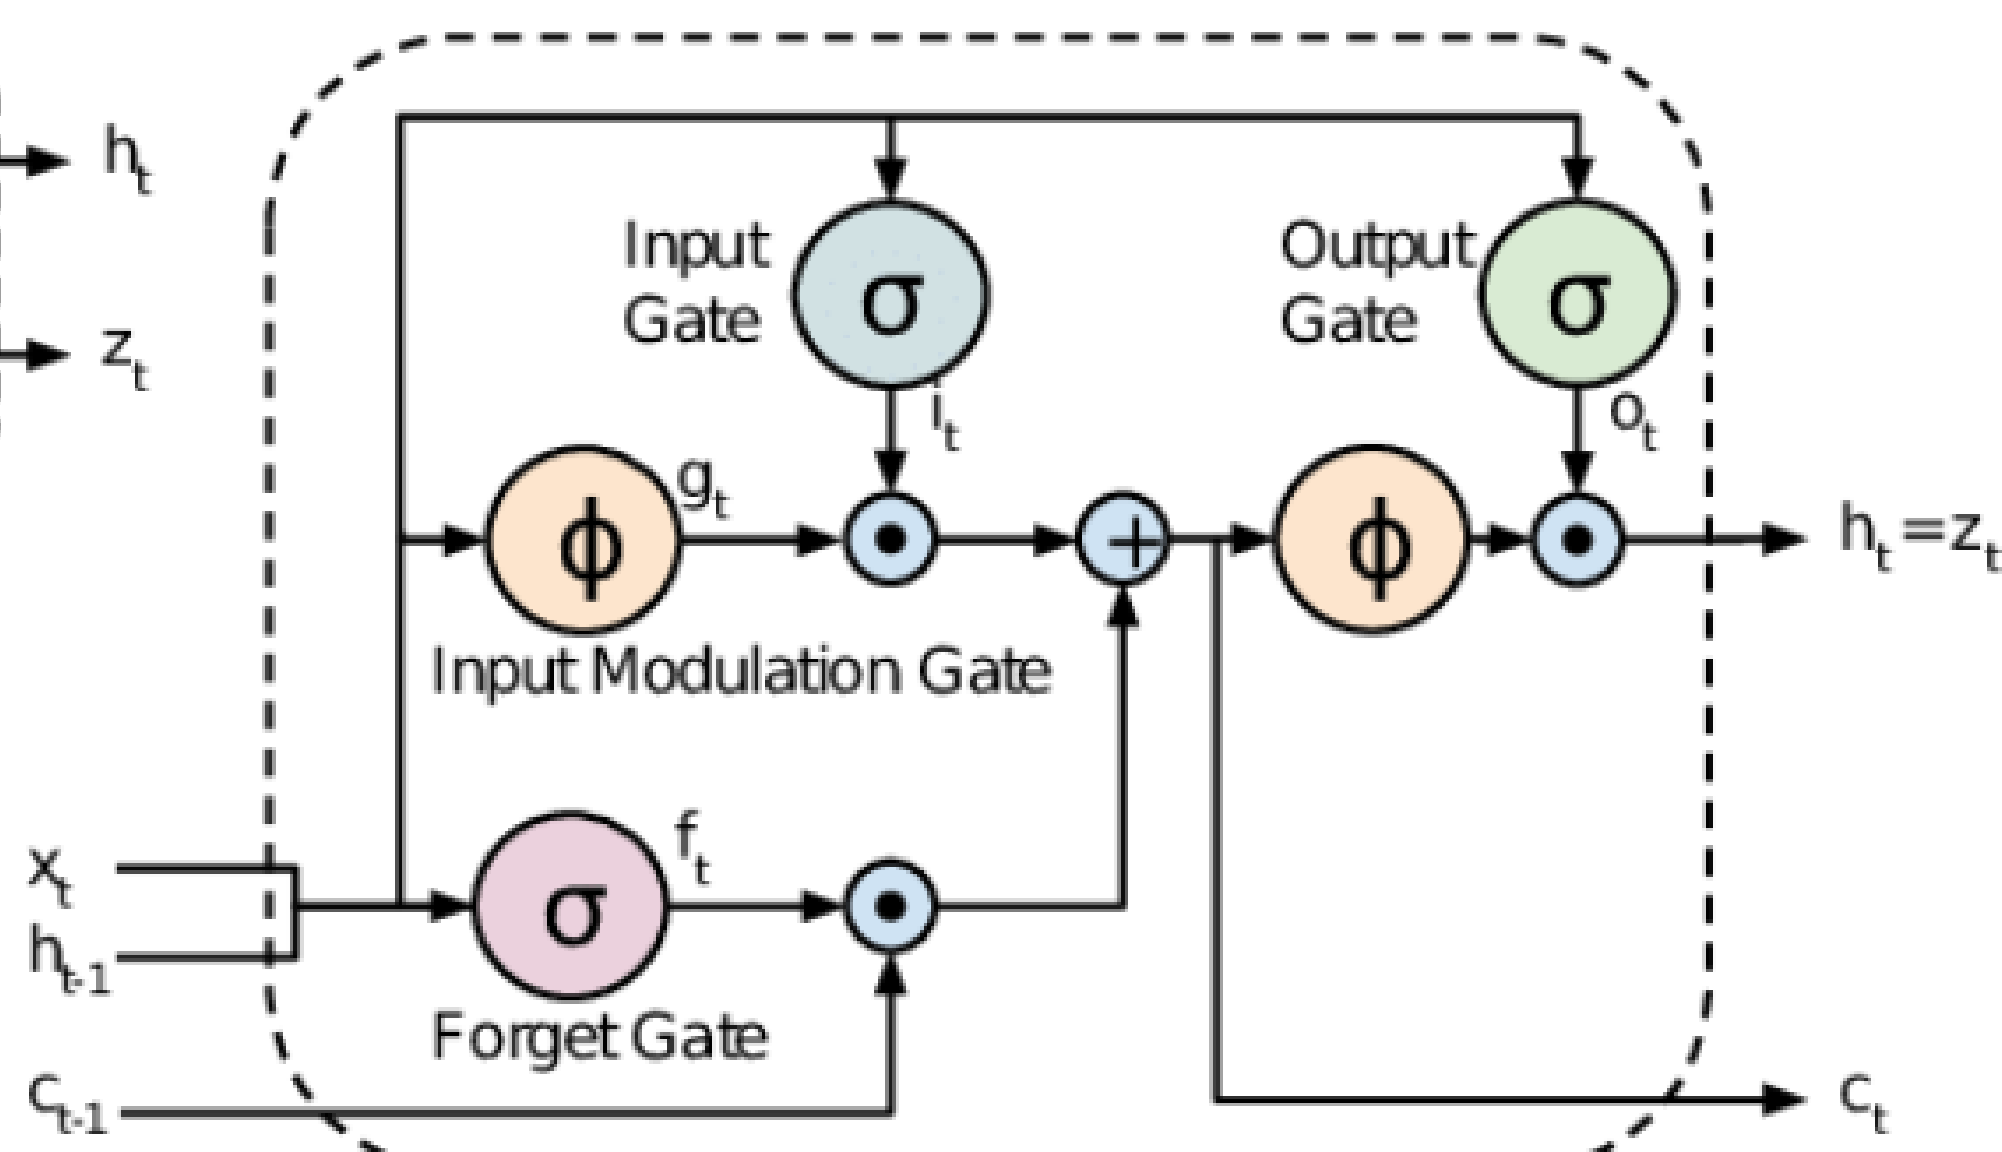 h_t
z_t
Input
Gate
σ
i_t
Output
Gate
σ
o_t
ϕ
g_t
+
ϕ
h_t=z_t
Input Modulation Gate
x_t
h_t-1
σ
f_t
Forget Gate
c_t-1
c_t